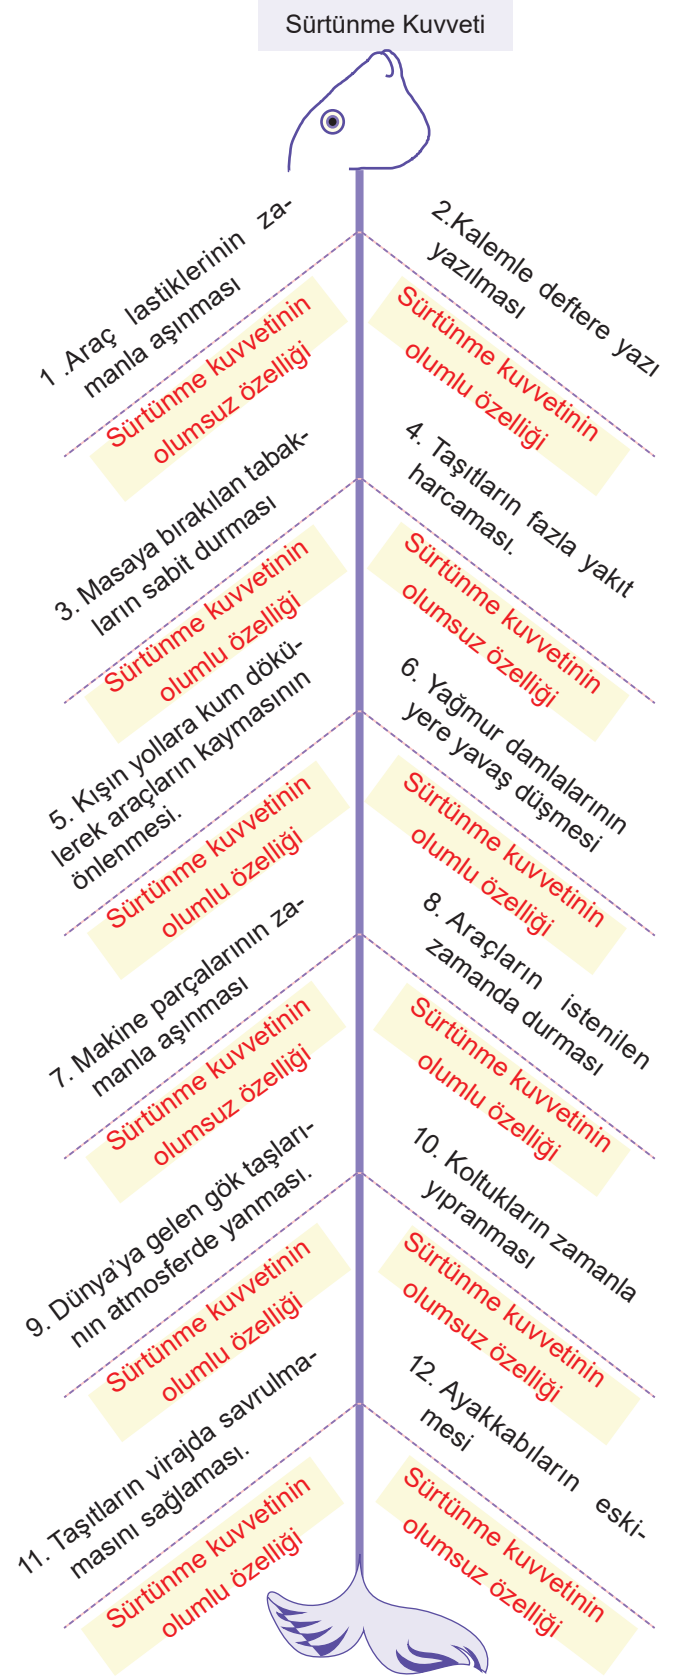 Sürtünme Kuvveti
1 .Araç lastiklerinin za-
manla aşınması
Sürtünme kuvvetinin
olumsuz özelliği
2.Kalemle deftere yazı
yazılması
Sürtünme kuvvetinin
olumlu özelliği
3. Masaya bırakılan tabak-
ların sabit durması
Sürtünme kuvvetinin
olumlu özelliği
4. Taşıtların fazla yakıt
harcaması.
Sürtünme kuvvetinin
olumsuz özelliği
5. Kışın yollara kum dökü-
lerek araçların kaymasının
önlenmesi.
Sürtünme kuvvetinin
olumlu özelliği
6. Yağmur damlalarının
yere yavaş düşmesi
Sürtünme kuvvetinin
olumlu özelliği
7. Makine parçalarının za-
manla aşınması
Sürtünme kuvvetinin
olumsuz özelliği
8. Araçların istenilen
zamanda durması
Sürtünme kuvvetinin
olumlu özelliği
9. Dünya'ya gelen gök taşları-
nın atmosferde yanması.
Sürtünme kuvvetinin
olumlu özelliği
10. Koltukların zamanla
yıpranması
Sürtünme kuvvetinin
olumsuz özelliği
11. Taşıtların virajda savrulma-
masını sağlaması.
Sürtünme kuvvetinin
olumlu özelliği
12. Ayakkabıların eski-
mesi
Sürtünme kuvvetinin
olumsuz özelliği